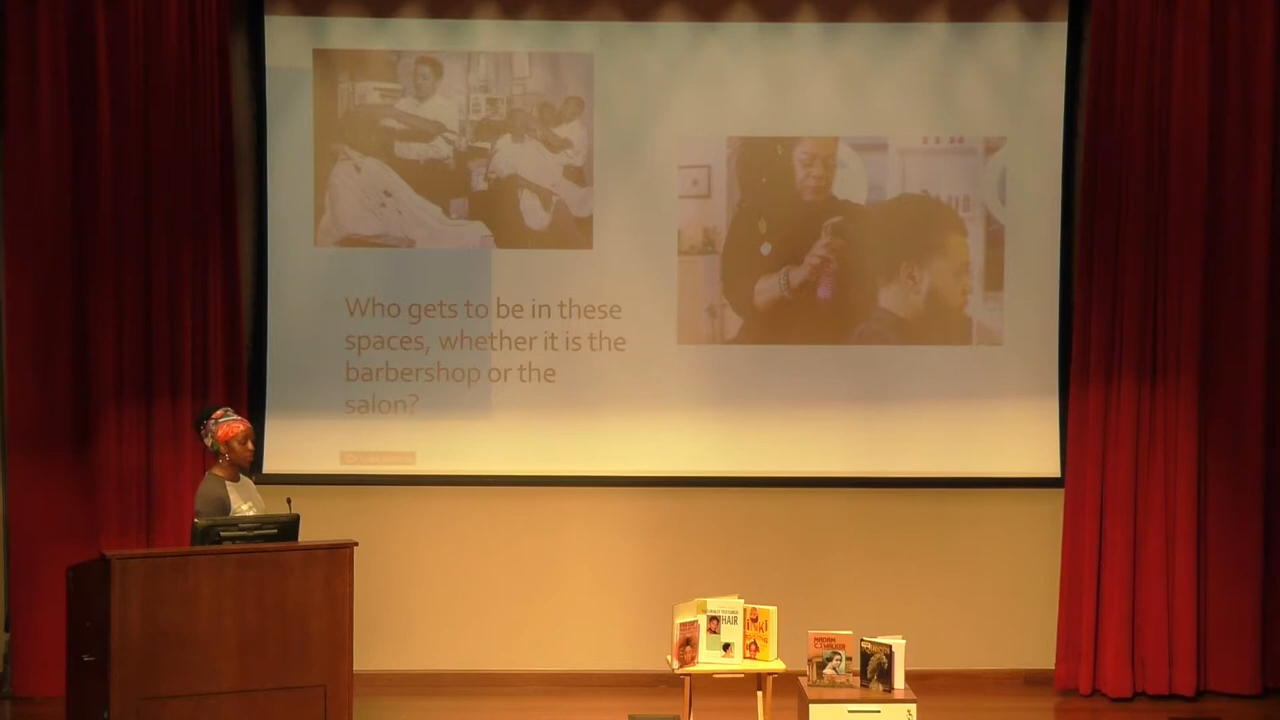 Who gets to be in these
spaces, whether it is the
barbershop or the
salon?
HAIR
MADAM
C.J. WALKER